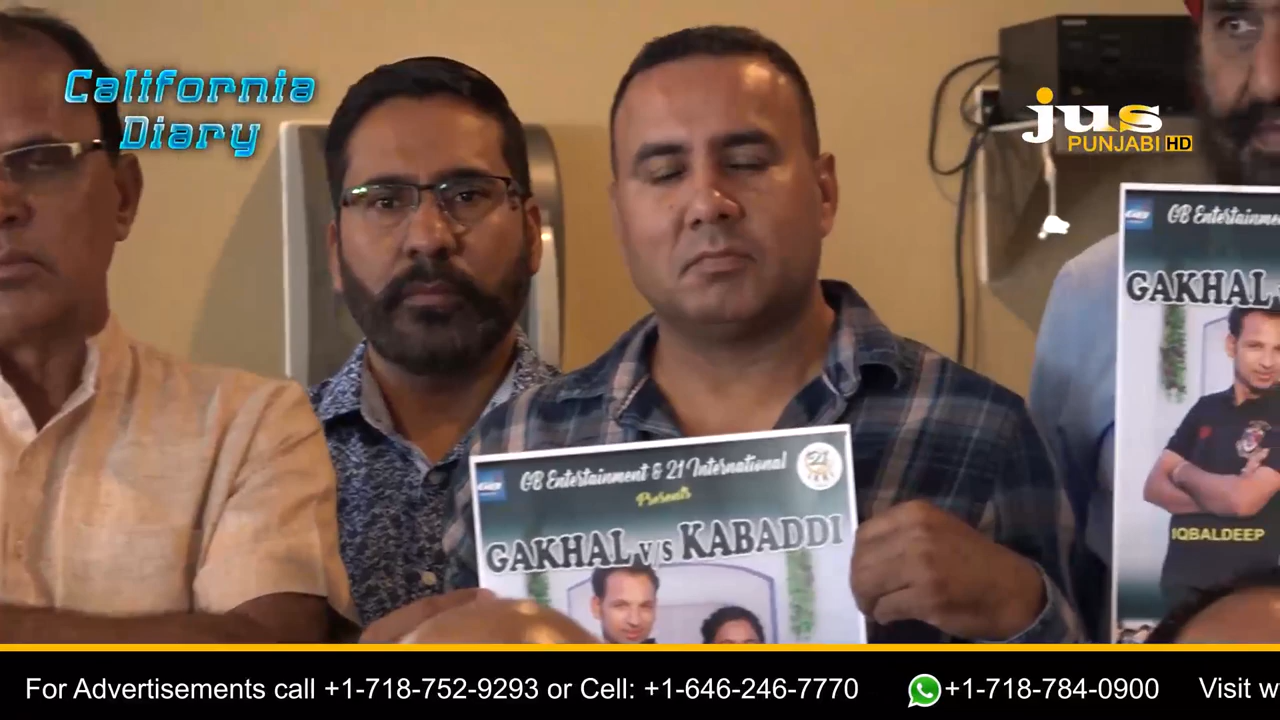 California
Diary
jus
PUNJABI HD
GB Entertainment & 21 International
Presents
GAKHAL V/S KABADDI
GB Entertainme
GAKHAL
IQBALDEEP
For Advertisements call +1-718-752-9293 or Cell: +1-646-246-7770
+1-718-784-0900
Visit w